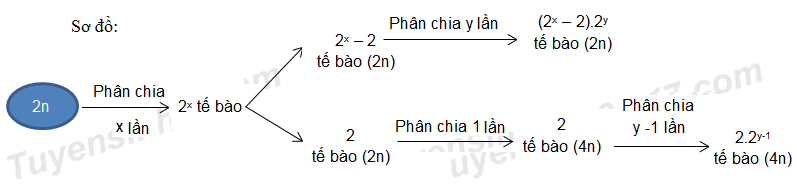 Sơ đồ:
2n
Phân chia
x lần
2ˣ tế bào
2ˣ – 2
tế bào (2n)
Phân chia y lần
(2ˣ – 2).2ʸ
tế bào (2n)
2
tế bào (2n)
Phân chia 1 lần
2
tế bào (4n)
Phân chia
y -1 lần
2.2ʸ⁻¹
tế bào (4n)